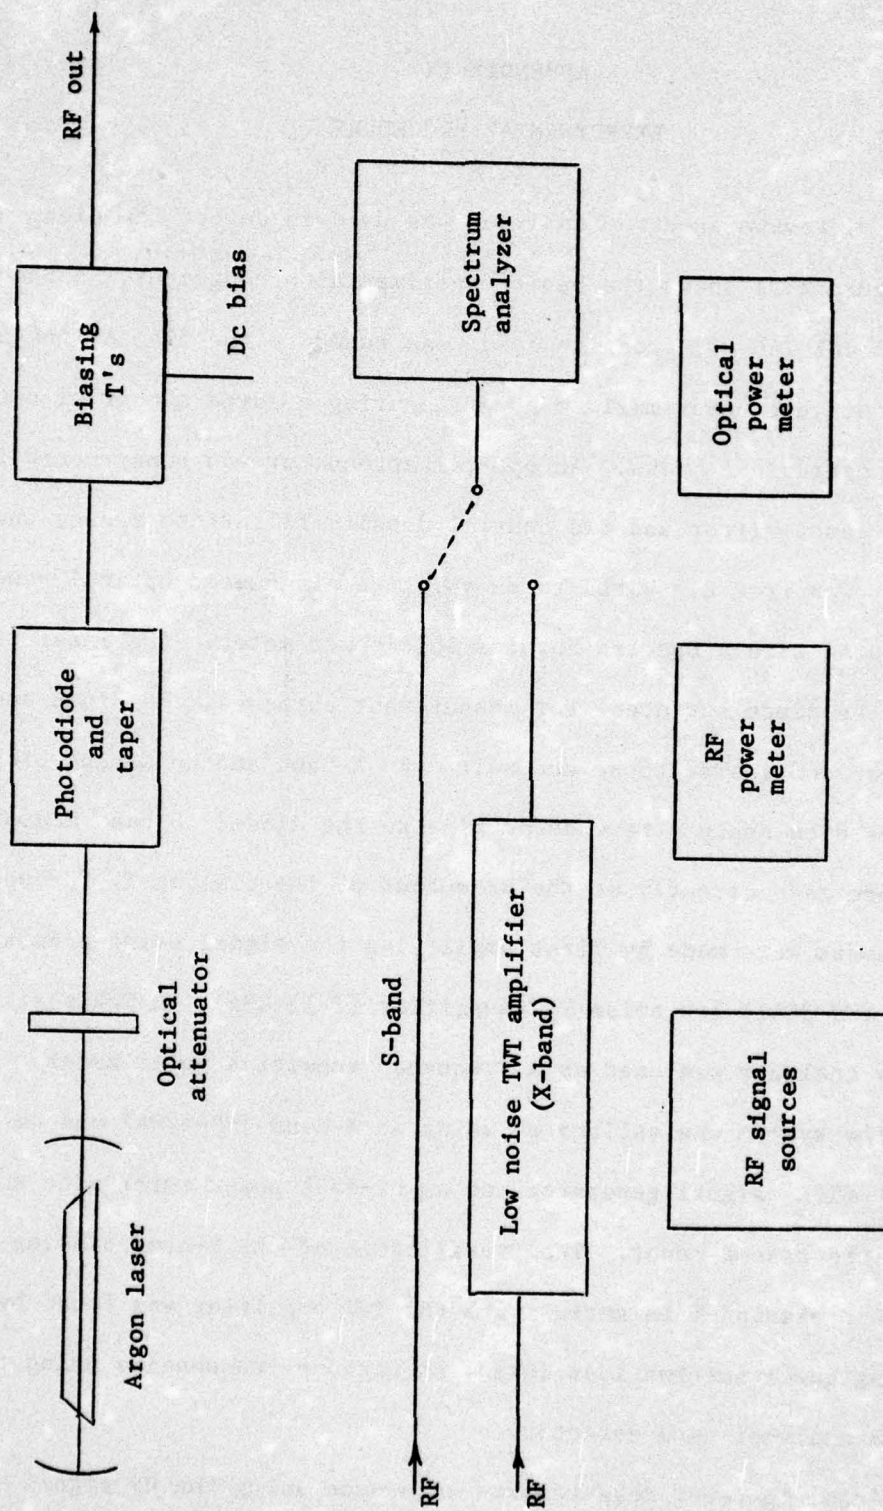 Argon laser
Optical
attenuator
Photodiode
and
taper
Biasing
T's
RF out
Dc bias
RF
S-band
RF
Low noise TWT amplifier
(X-band)
Spectrum
analyzer
RF signal
sources
RF
power
meter
Optical
power
meter